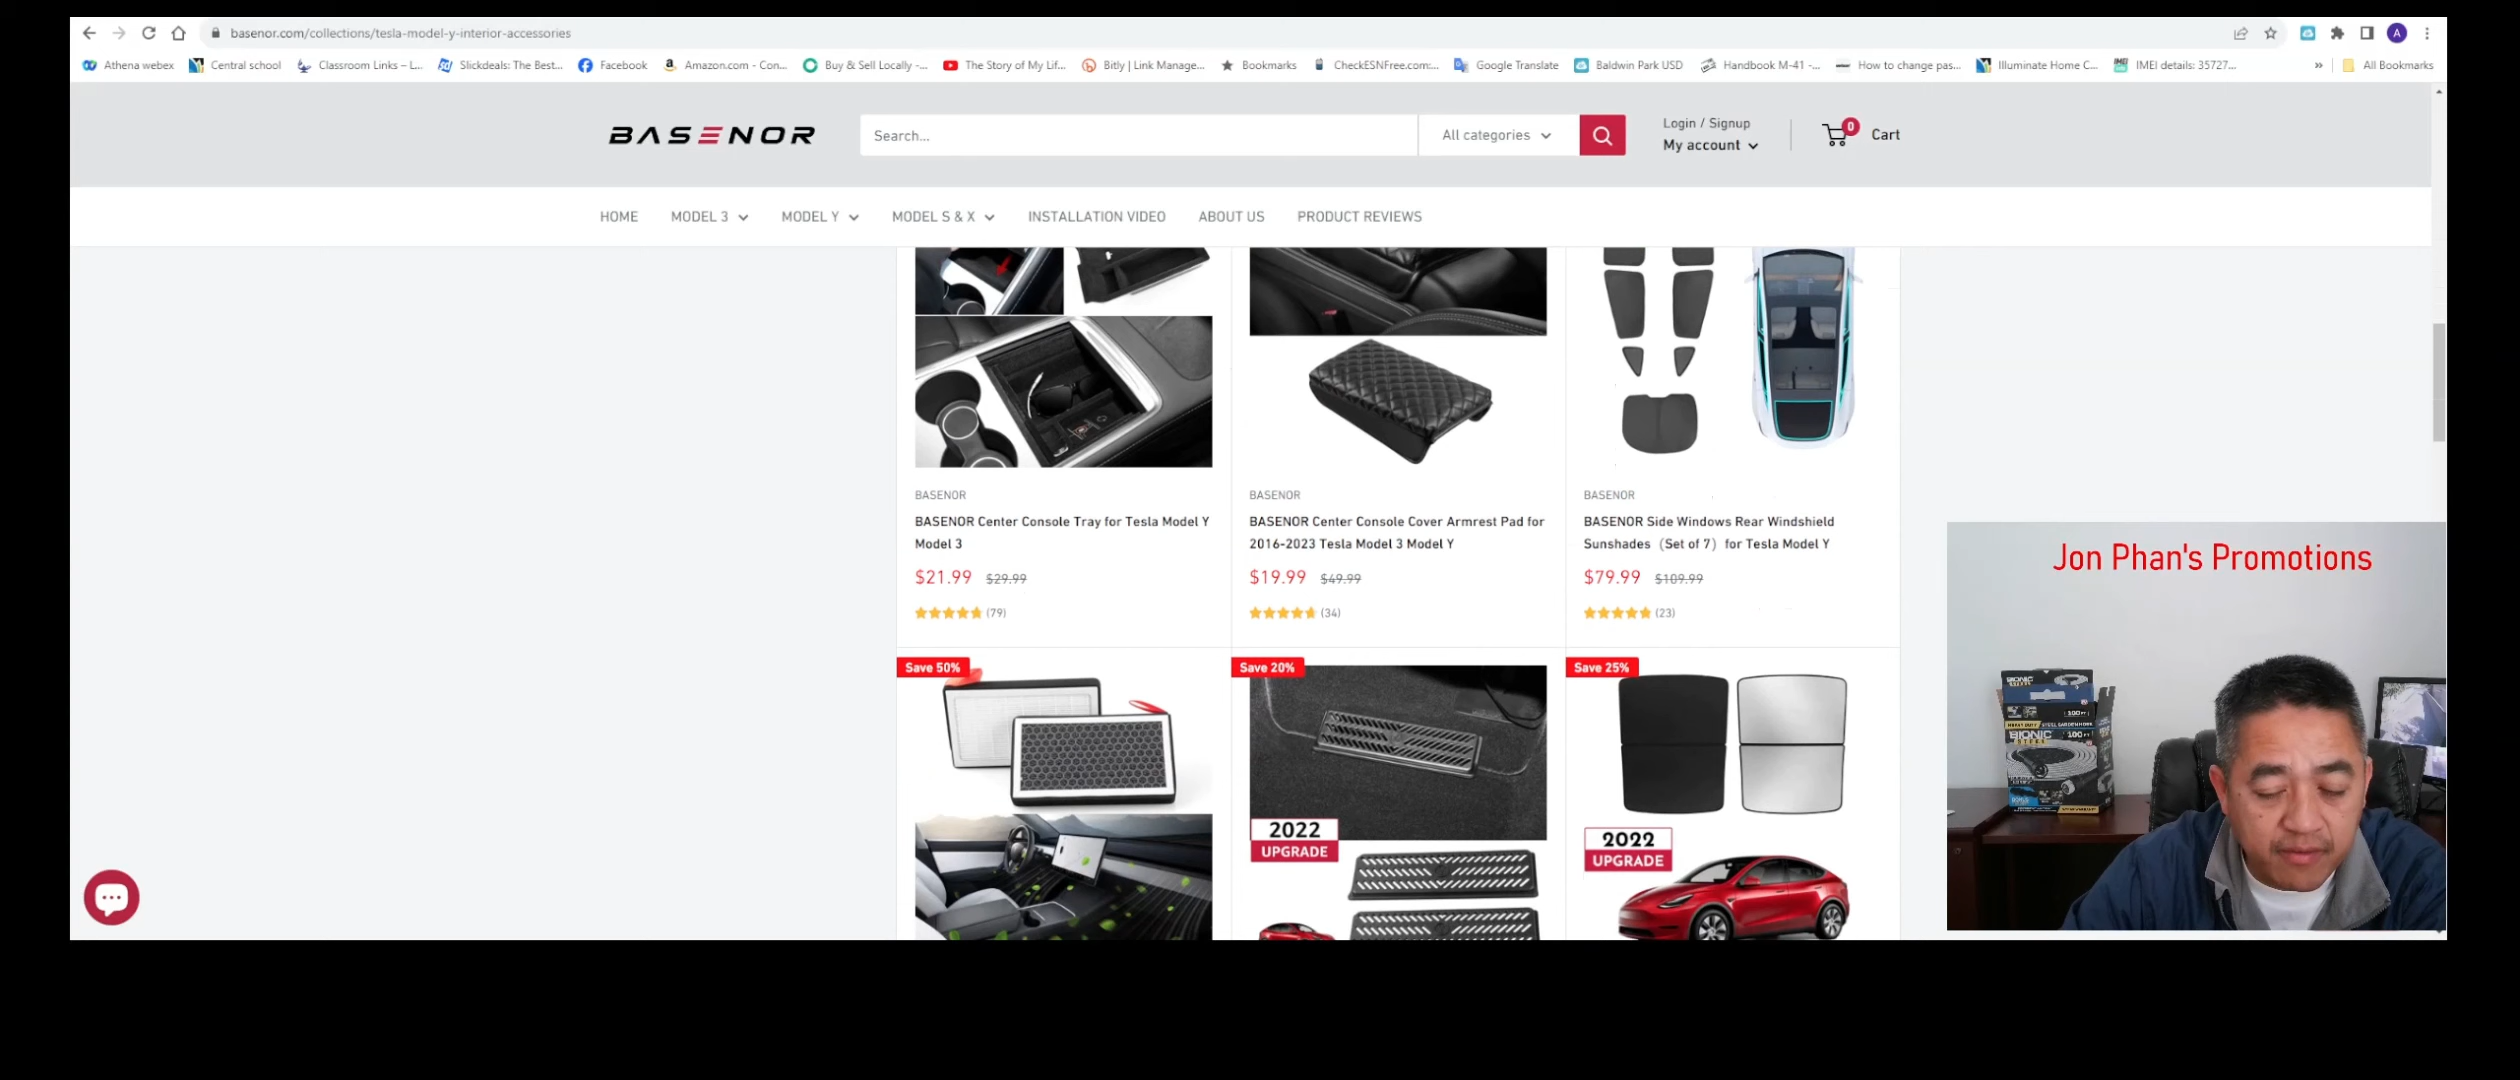 basenor.com/collections/tesla-model-y-interior-accessories
Athena webex Central school Classroom Links – L... Slickdeals: The Best... Facebook Amazon.com - Con... Buy & Sell Locally -... The Story of My Lif... Bitly | Link Manage... Bookmarks CheckESNFree.com:... Google Translate Baldwin Park USD Handbook M-41 -... How to change pas... Illuminate Home C... IMEI details: 35727... » All Bookmarks
BASENOR
Search...
All categories
Login / Signup
My account
0
Cart
HOME MODEL 3 MODEL Y MODEL S & X INSTALLATION VIDEO ABOUT US PRODUCT REVIEWS
BASENOR
BASENOR Center Console Tray for Tesla Model Y
Model 3
$21.99 $29.99
(79)
BASENOR
BASENOR Center Console Cover Armrest Pad for
2016-2023 Tesla Model 3 Model Y
$19.99 $49.99
(34)
BASENOR
BASENOR Side Windows Rear Windshield
Sunshades (Set of 7) for Tesla Model Y
$79.99 $109.99
(23)
Save 50%
Save 20%
2022
UPGRADE
Save 25%
2022
UPGRADE
Jon Phan's Promotions
100 FT
BIONIC
100 FT
A